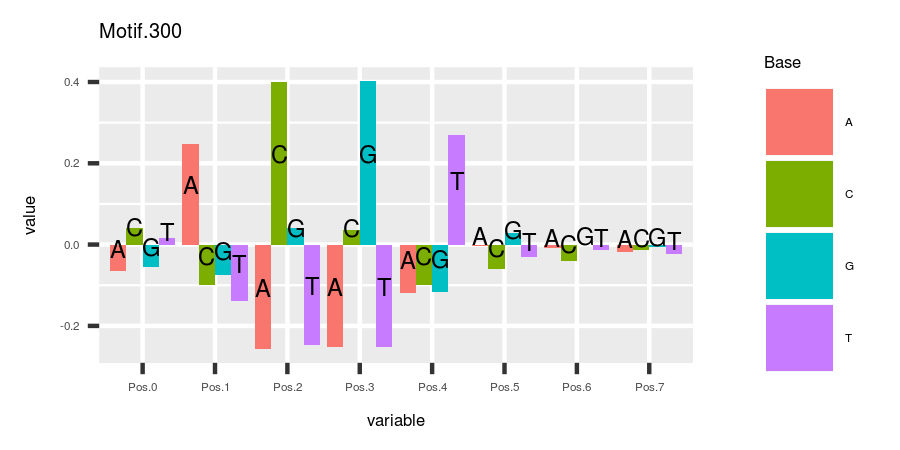 Motif.300
Base
A
C
G
T
value
0.4
0.2
0.0
-0.2
A C G T A C G T A C G T A C G T A C G T A C G T A C G T A C G T
Pos.0 Pos.1 Pos.2 Pos.3 Pos.4 Pos.5 Pos.6 Pos.7
variable